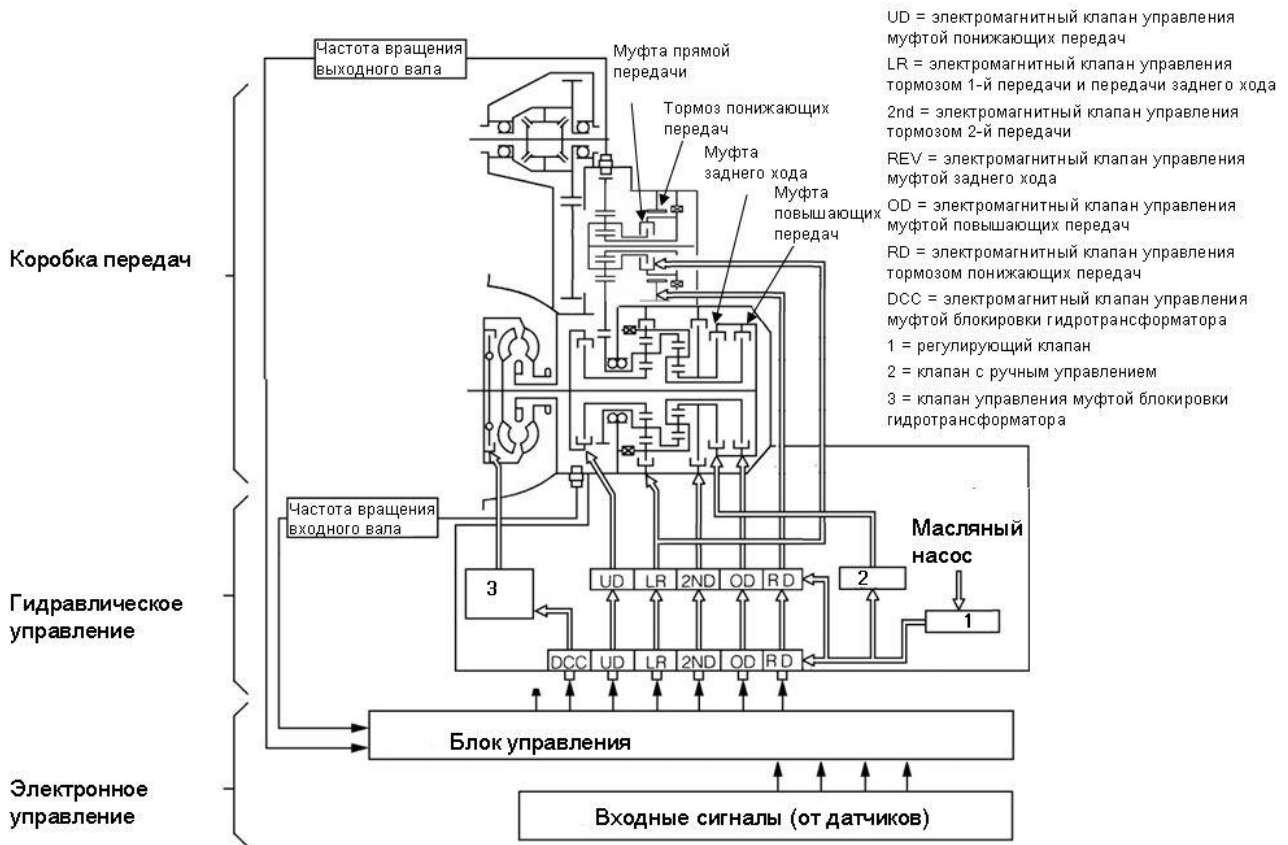 UD = электромагнитный клапан управления
муфтой понижающих передач
LR = электромагнитный клапан управления
тормозом 1-й передачи и передачи заднего хода
2nd = электромагнитный клапан управления
тормозом 2-й передачи
REV = электромагнитный клапан управления
муфтой заднего хода
OD = электромагнитный клапан управления
муфтой повышающих передач
RD = электромагнитный клапан управления
тормозом понижающих передач
DCC = электромагнитный клапан управления
муфтой блокировки гидротрансформатора
1 = регулирующий клапан
2 = клапан с ручным управлением
3 = клапан управления муфтой блокировки
гидротрансформатора
Частота вращения
выходного вала
Муфта прямой
передачи
Тормоз понижающих
передач
Муфта
заднего хода
Муфта
повышающих
передач
Коробка передач
Частота вращения
входного вала
Масляный
насос
Гидравлическое
управление
3
UD LR 2ND OD RD
2
1
DCC UD LR 2ND OD RD
Блок управления
Электронное
управление
Входные сигналы (от датчиков)